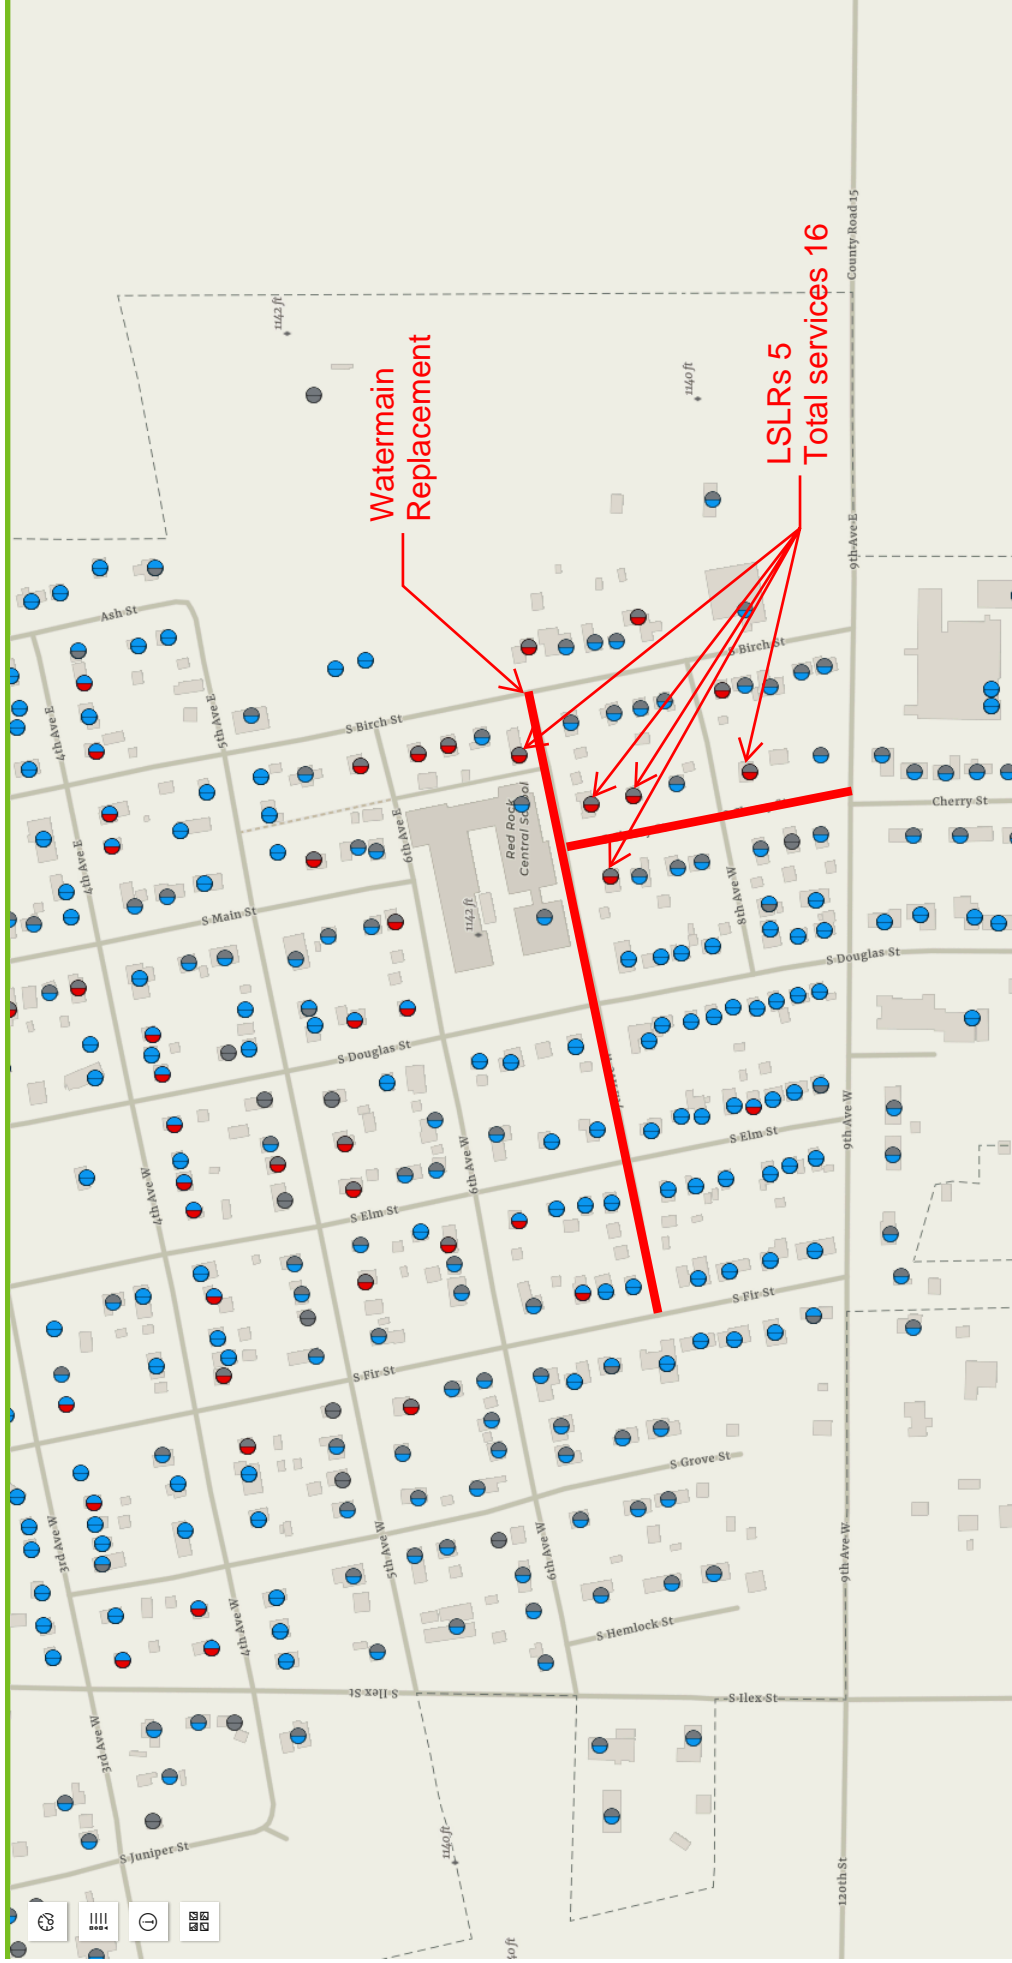 Watermain
Replacement
LSLRs 5
Total services 16
County Road 15
1142 ft
1140 ft
Ash St
4th Ave E
5th Ave E
9th Ave E
S Birch St
S Birch St
4th Ave E
6th Ave E
Red Rock
Central School
Cherry St
S Main St
1142 ft
8th Ave W
S Douglas St
S Douglas St
4th Ave W
6th Ave W
S Elm St
9th Ave W
S Elm St
S Fir St
S Fir St
3rd Ave W
5th Ave W
6th Ave W
S Grove St
9th Ave W
4th Ave W
S Hemlock St
S Ilex St
S Ilex St
3rd Ave W
S Juniper St
1140 ft
120th St